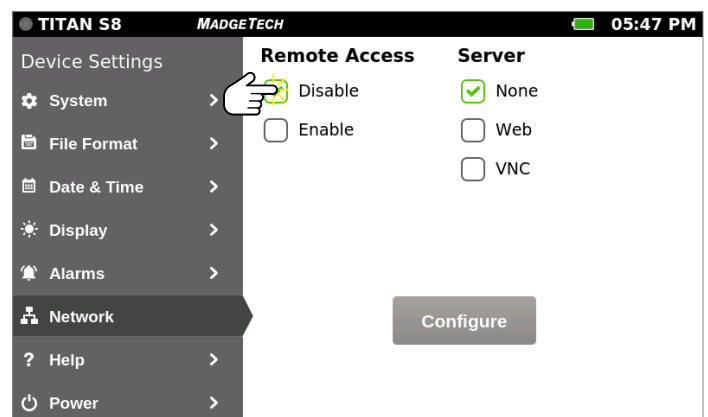 TITAN S8 MADGETECH 05:47 PM
Device Settings
System
File Format
Date & Time
Display
Alarms
Network
? Help
Power
Remote Access
Disable
Enable
Server
None
Web
VNC
Configure